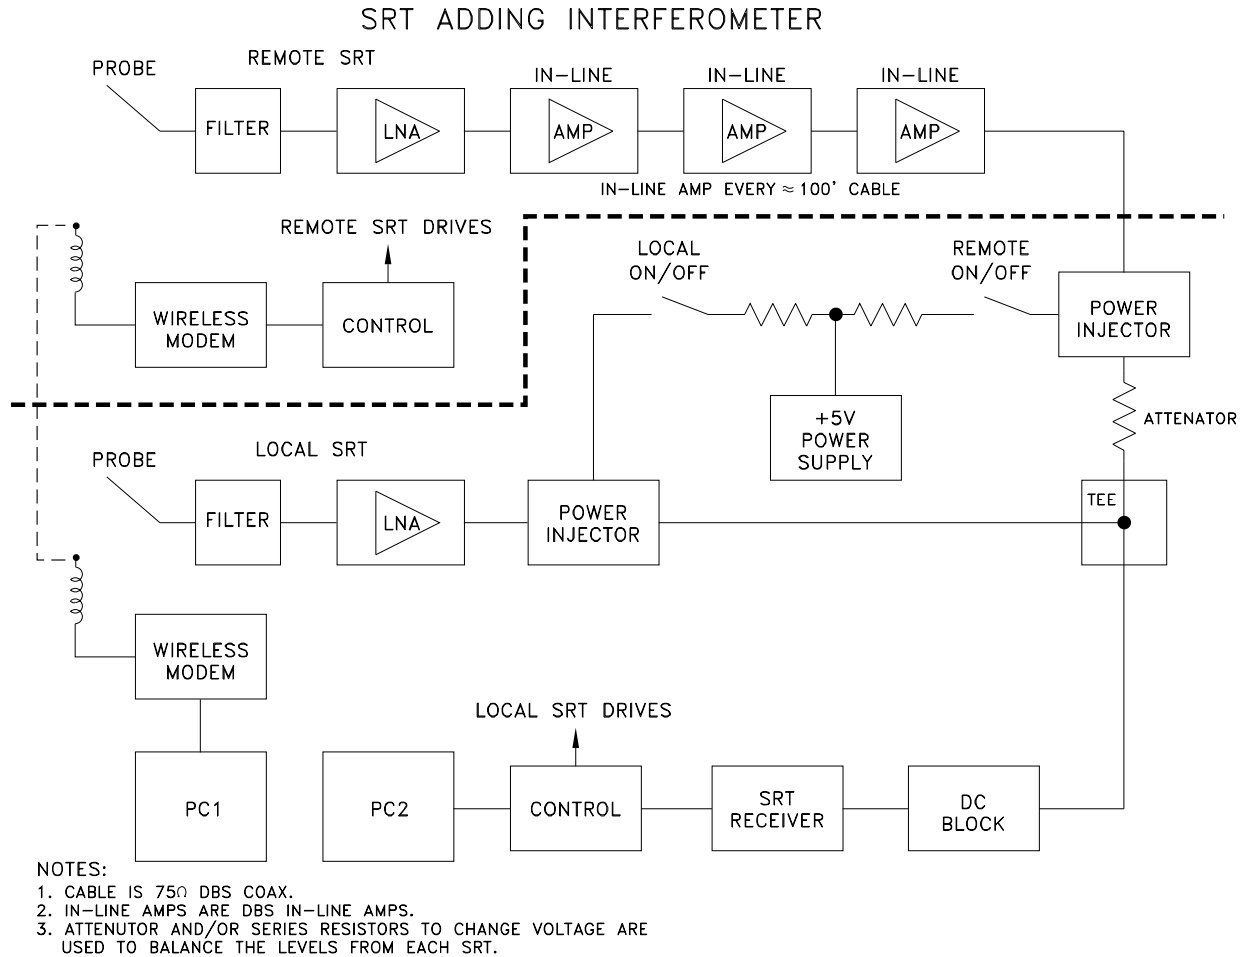 SRT ADDING INTERFEROMETER
REMOTE SRT
PROBE
FILTER
LNA
IN-LINE
AMP
IN-LINE
AMP
IN-LINE
AMP
IN-LINE AMP EVERY ≈ 100' CABLE
REMOTE SRT DRIVES
WIRELESS
MODEM
CONTROL
LOCAL
ON/OFF
REMOTE
ON/OFF
POWER
INJECTOR
+5V
POWER
SUPPLY
ATTENATOR
LOCAL SRT
PROBE
FILTER
LNA
POWER
INJECTOR
TEE
WIRELESS
MODEM
LOCAL SRT DRIVES
PC1
PC2
CONTROL
SRT
RECEIVER
DC
BLOCK
NOTES:
1. CABLE IS 75Ω DBS COAX.
2. IN-LINE AMPS ARE DBS IN-LINE AMPS.
3. ATTENUTOR AND/OR SERIES RESISTORS TO CHANGE VOLTAGE ARE
USED TO BALANCE THE LEVELS FROM EACH SRT.